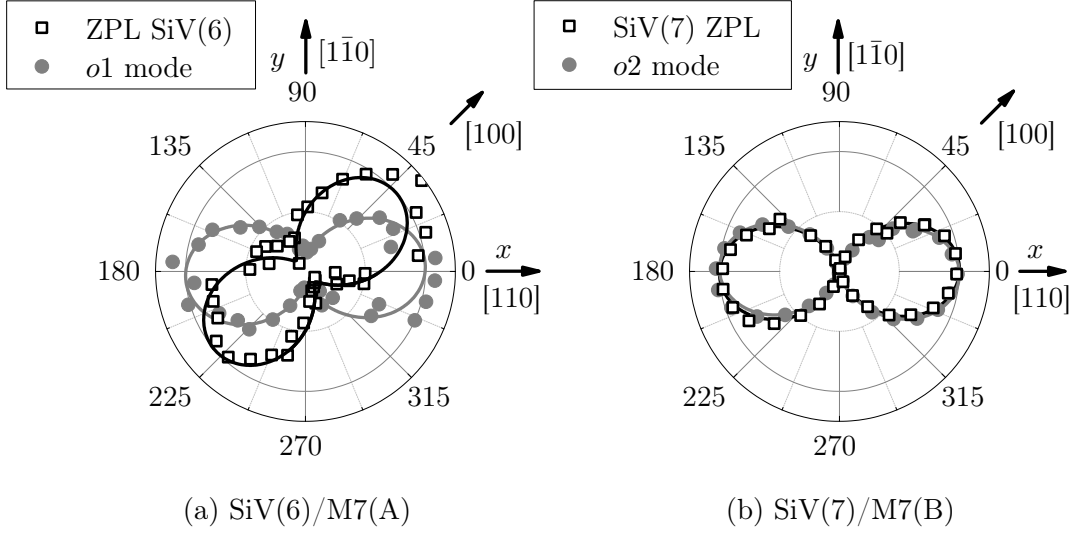 ZPL SiV(6)
o1 mode
y [11̄0]
90
45
[100]
135
180
0
x
[110]
225
315
270
(a) SiV(6)/M7(A)
SiV(7) ZPL
o2 mode
y [11̄0]
90
45
[100]
135
180
0
x
[110]
225
315
270
(b) SiV(7)/M7(B)